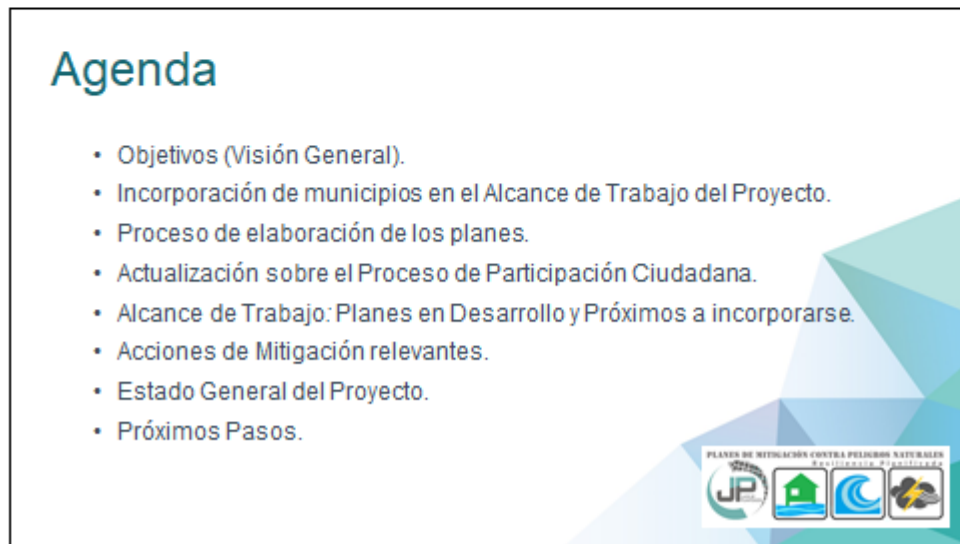 Agenda
• Objetivos (Visión General).
• Incorporación de municipios en el Alcance de Trabajo del Proyecto.
• Proceso de elaboración de los planes.
• Actualización sobre el Proceso de Participación Ciudadana.
• Alcance de Trabajo: Planes en Desarrollo y Próximos a incorporarse.
• Acciones de Mitigación relevantes.
• Estado General del Proyecto.
• Próximos Pasos.
PLANES DE MITIGACIÓN CONTRA PELIGROS NATURALES
Resiliencia Planificada
JP